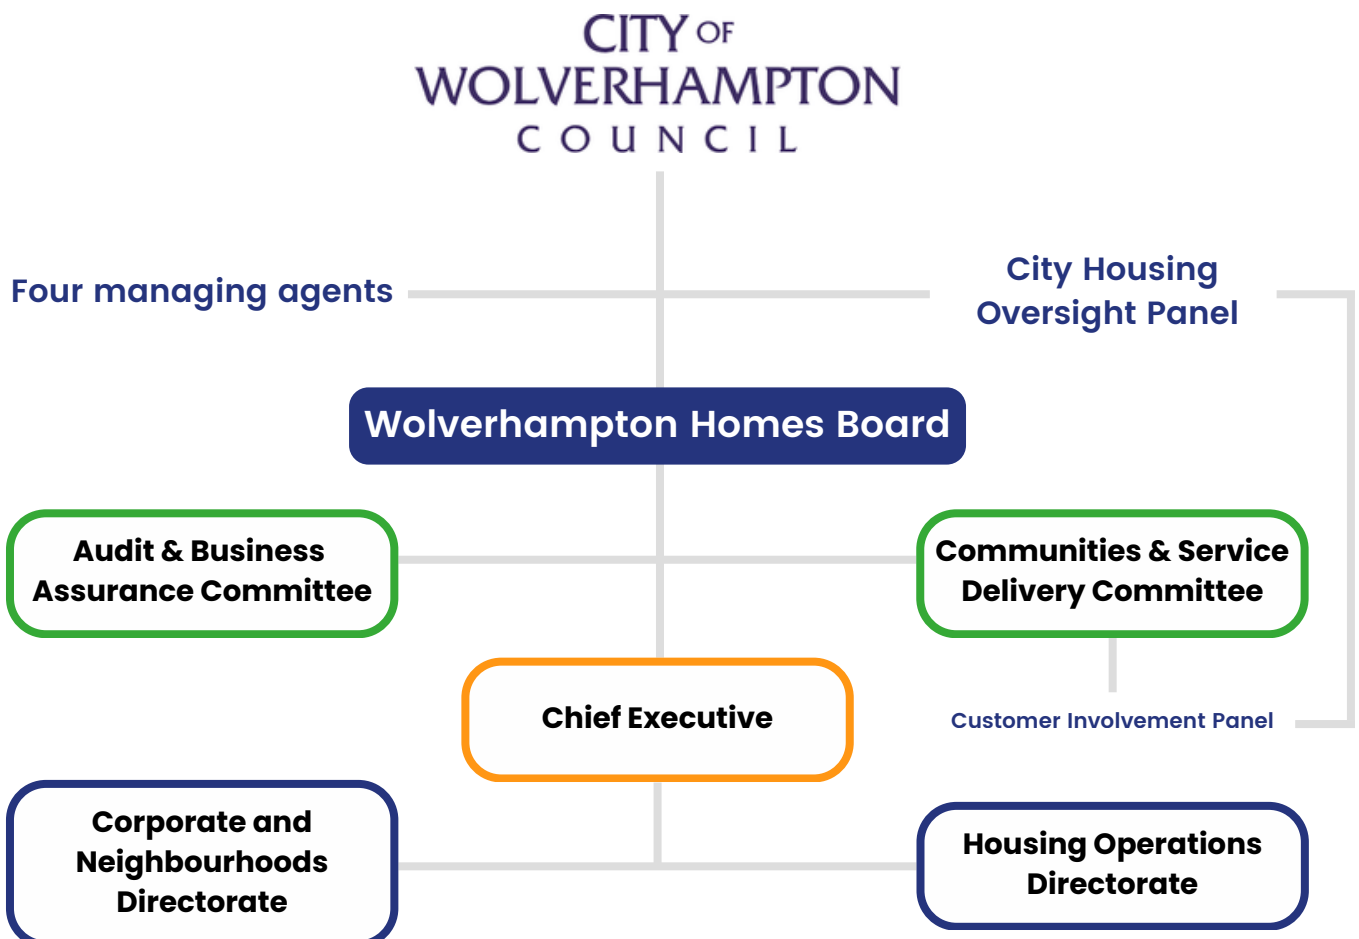 CITY OF
WOLVERHAMPTON
COUNCIL
Four managing agents
City Housing
Oversight Panel
Wolverhampton Homes Board
Audit & Business
Assurance Committee
Communities & Service
Delivery Committee
Chief Executive
Customer Involvement Panel
Corporate and
Neighbourhoods
Directorate
Housing Operations
Directorate